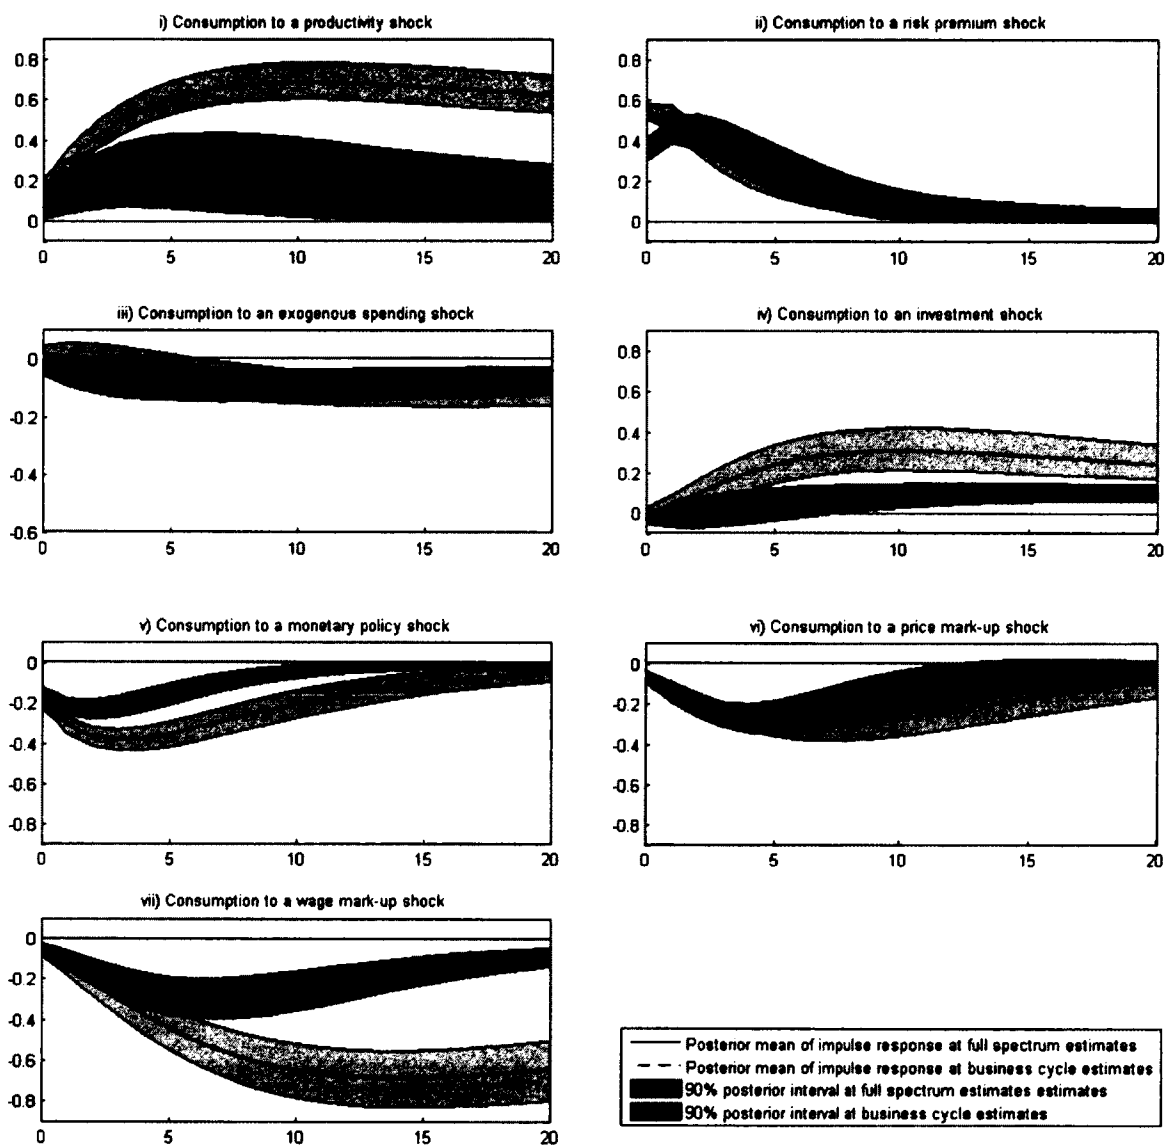 i) Consumption to a productivity shock
0.8
0.6
0.4
0.2
0
0 5 10 15 20
ii) Consumption to a risk premium shock
0.8
0.6
0.4
0.2
0
0 5 10 15 20
iii) Consumption to an exogenous spending shock
0
-0.2
-0.4
-0.6
0 5 10 15 20
iv) Consumption to an investment shock
0.8
0.6
0.4
0.2
0
0 5 10 15 20
v) Consumption to a monetary policy shock
0
-0.2
-0.4
-0.6
-0.8
0 5 10 15 20
vi) Consumption to a price mark-up shock
0
-0.2
-0.4
-0.6
-0.8
0 5 10 15 20
vii) Consumption to a wage mark-up shock
0
-0.2
-0.4
-0.6
-0.8
0 5 10 15 20
Posterior mean of impulse response at full spectrum estimates
Posterior mean of impulse response at business cycle estimates
90% posterior interval at full spectrum estimates estimates
90% posterior interval at business cycle estimates